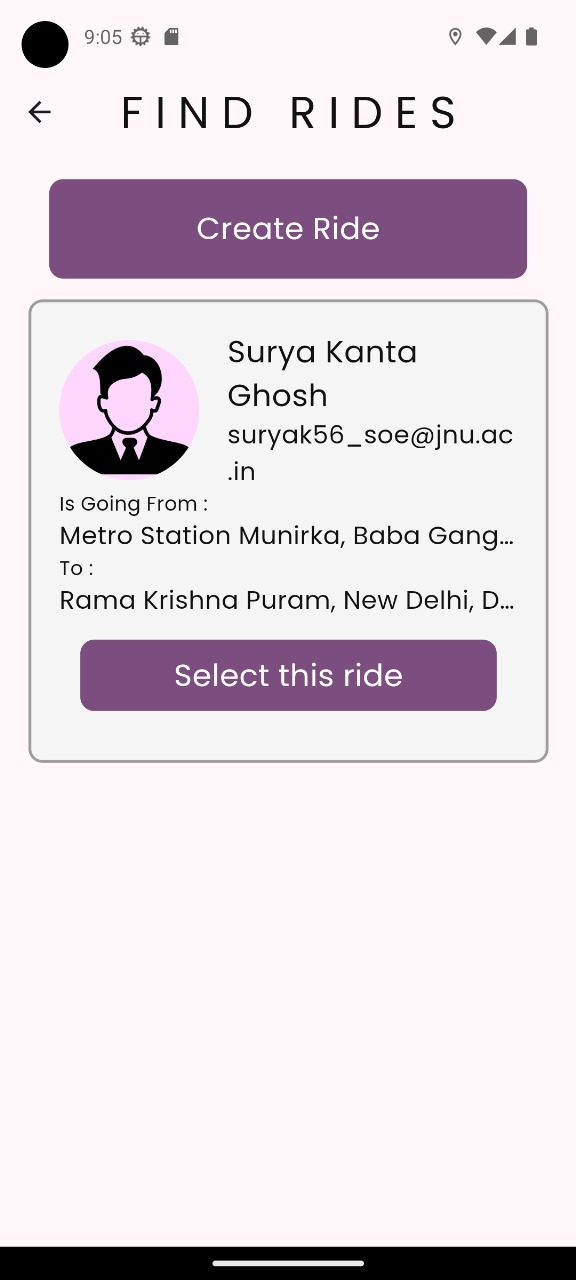 9:05
FIND RIDES
Create Ride
Surya Kanta
Ghosh
suryak56_soe@jnu.ac
.in
Is Going From :
Metro Station Munirka, Baba Gang...
To :
Rama Krishna Puram, New Delhi, D...
Select this ride